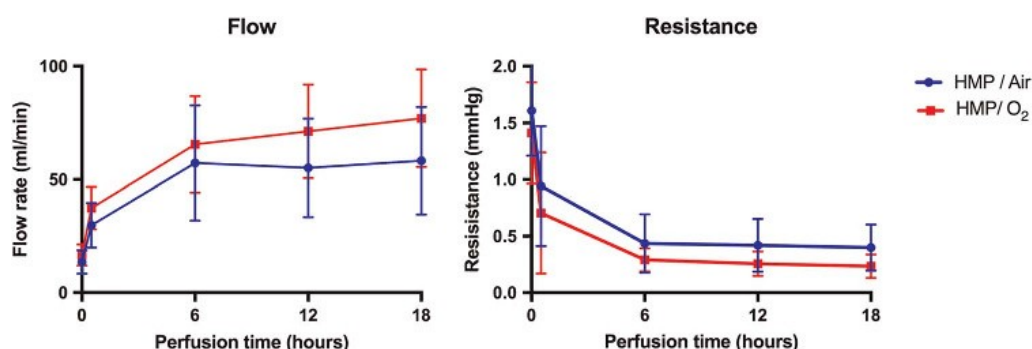 Flow
Flow rate (ml/min)
100
50
0
0 6 12 18
Perfusion time (hours)
Resistance
Resisistance (mmHg)
2.0
1.5
1.0
0.5
0.0
0 6 12 18
Perfusion time (hours)
HMP / Air
HMP/ O₂